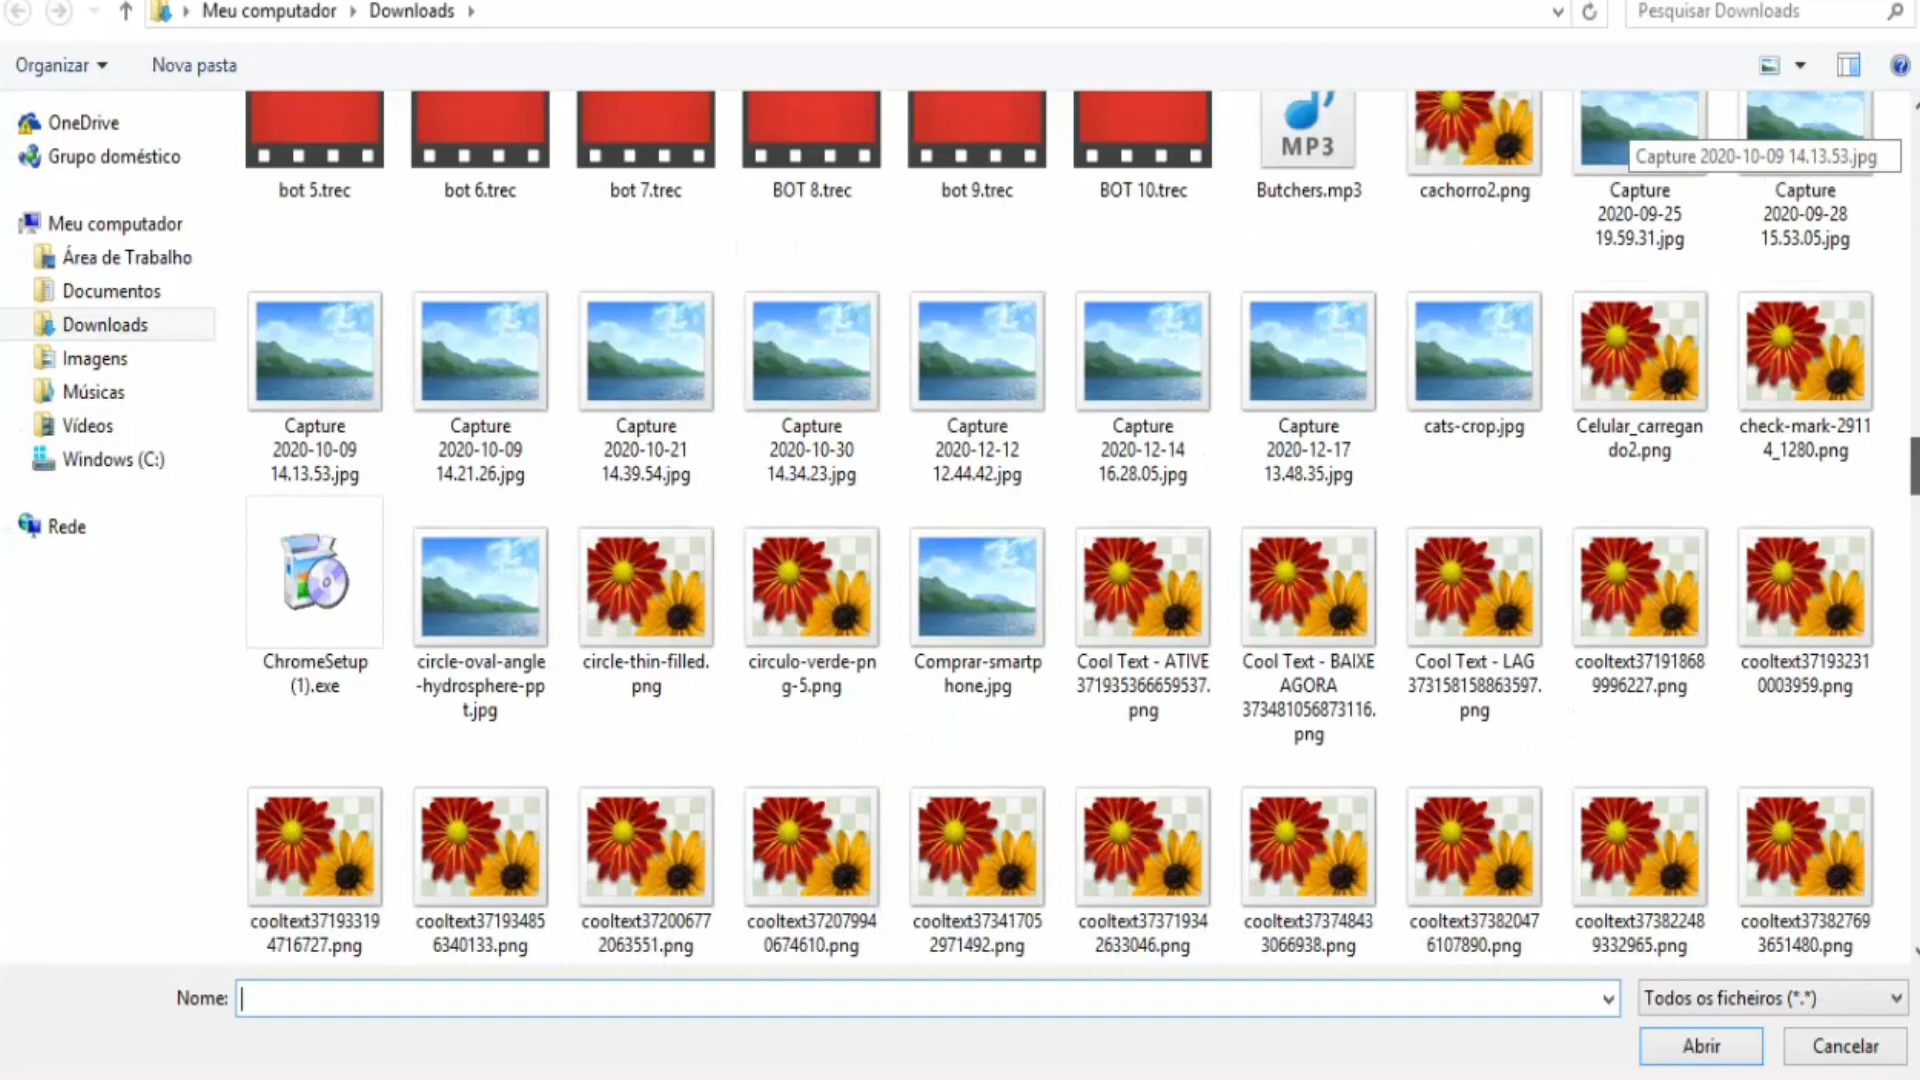 Meu computador
Downloads
Pesquisar Downloads
Organizar
Nova pasta
OneDrive
Grupo doméstico
Meu computador
Área de Trabalho
Documentos
Downloads
Imagens
Músicas
Vídeos
Windows (C:)
Rede
bot 5.trec
bot 6.trec
bot 7.trec
BOT 8.trec
bot 9.trec
BOT 10.trec
MP3
Butchers.mp3
cachorro2.png
Capture 2020-10-09 14.13.53.jpg
Capture
2020-09-25
19.59.31.jpg
Capture
2020-09-28
15.53.05.jpg
Capture
2020-10-09
14.13.53.jpg
Capture
2020-10-09
14.21.26.jpg
Capture
2020-10-21
14.39.54.jpg
Capture
2020-10-30
14.34.23.jpg
Capture
2020-12-12
12.44.42.jpg
Capture
2020-12-14
16.28.05.jpg
Capture
2020-12-17
13.48.35.jpg
cats-crop.jpg
Celular_carregan
do2.png
check-mark-2911
4_1280.png
ChromeSetup
(1).exe
circle-oval-angle
-hydrosphere-pp
t.jpg
circle-thin-filled.
png
circulo-verde-pn
g-5.png
Comprar-smartp
hone.jpg
Cool Text - ATIVE
371935366659537.
png
Cool Text - BAIXE
AGORA
373481056873116.
png
Cool Text - LAG
373158158863597.
png
cooltext37191868
9996227.png
cooltext37193231
0003959.png
cooltext37193319
4716727.png
cooltext37193485
6340133.png
cooltext37200677
2063551.png
cooltext37207994
0674610.png
cooltext37341705
2971492.png
cooltext37371934
2633046.png
cooltext37374843
3066938.png
cooltext37382047
6107890.png
cooltext37382248
9332965.png
cooltext37382769
3651480.png
Nome:
Todos os ficheiros (*.*)
Abrir
Cancelar